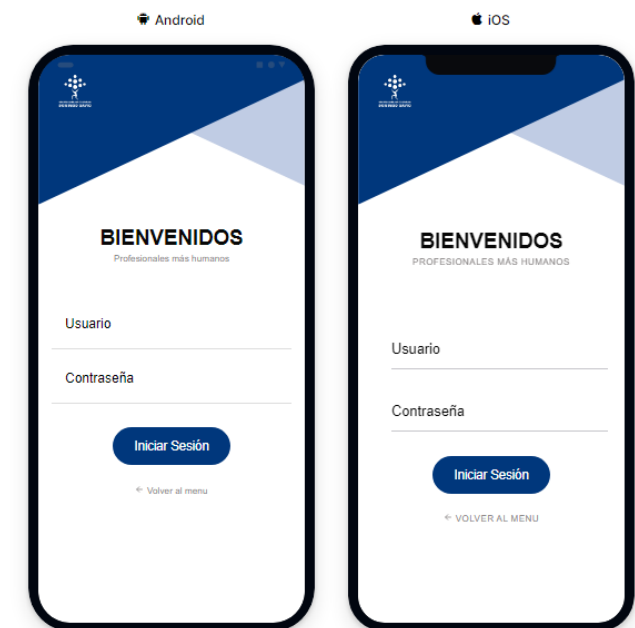 Android
BIENVENIDOS
Profesionales más humanos
Usuario
Contraseña
Iniciar Sesión
← Volver al menu
iOS
BIENVENIDOS
PROFESIONALES MÁS HUMANOS
Usuario
Contraseña
Iniciar Sesión
← VOLVER AL MENU